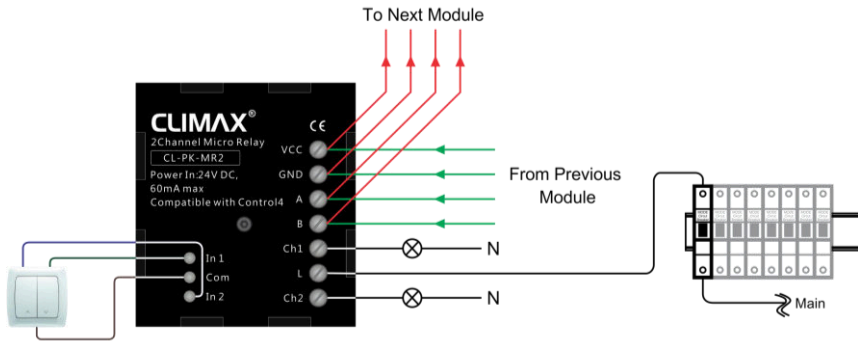 To Next Module
CLIMAX®
CE
2Channel Micro Relay
CL-PK-MR2
Power In:24V DC,
60mA max
Compatible with Control4
VCC
GND
A
B
Ch1
L
Ch2
In 1
Com
In 2
From Previous
Module
N
N
Main